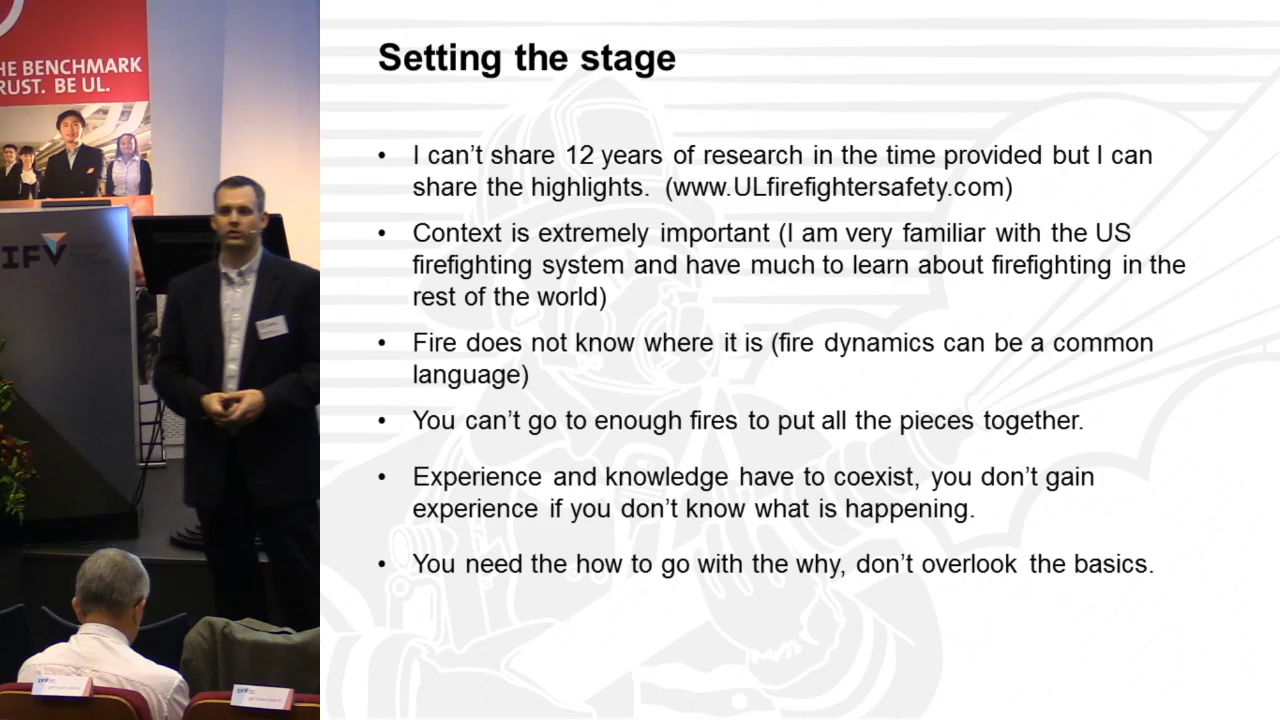 HE BENCHMARK
RUST. BE UL.
IFV
Setting the stage
• I can't share 12 years of research in the time provided but I can
share the highlights. (www.ULfirefightersafety.com)
• Context is extremely important (I am very familiar with the US
firefighting system and have much to learn about firefighting in the
rest of the world)
• Fire does not know where it is (fire dynamics can be a common
language)
• You can't go to enough fires to put all the pieces together.
• Experience and knowledge have to coexist, you don't gain
experience if you don't know what is happening.
• You need the how to go with the why, don't overlook the basics.